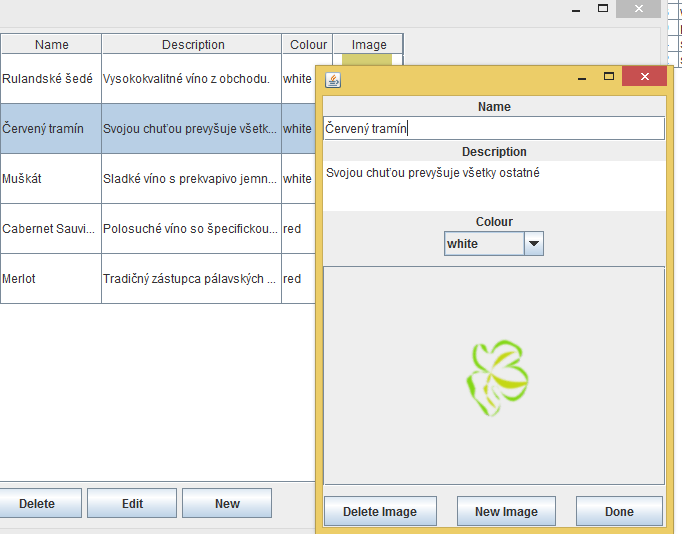 Name Description Colour Image
Rulandské šedé Vysokokvalitné víno z obchodu. white
Červený tramín Svojou chuťou prevyšuje všetk... white
Muškát Sladké víno s prekvapivo jemn... white
Cabernet Sauvi... Polosuché víno so špecifickou... red
Merlot Tradičný zástupca pálavských ... red
Delete Edit New
Name
Červený tramín
Description
Svojou chuťou prevyšuje všetky ostatné
Colour
white
Delete Image New Image Done